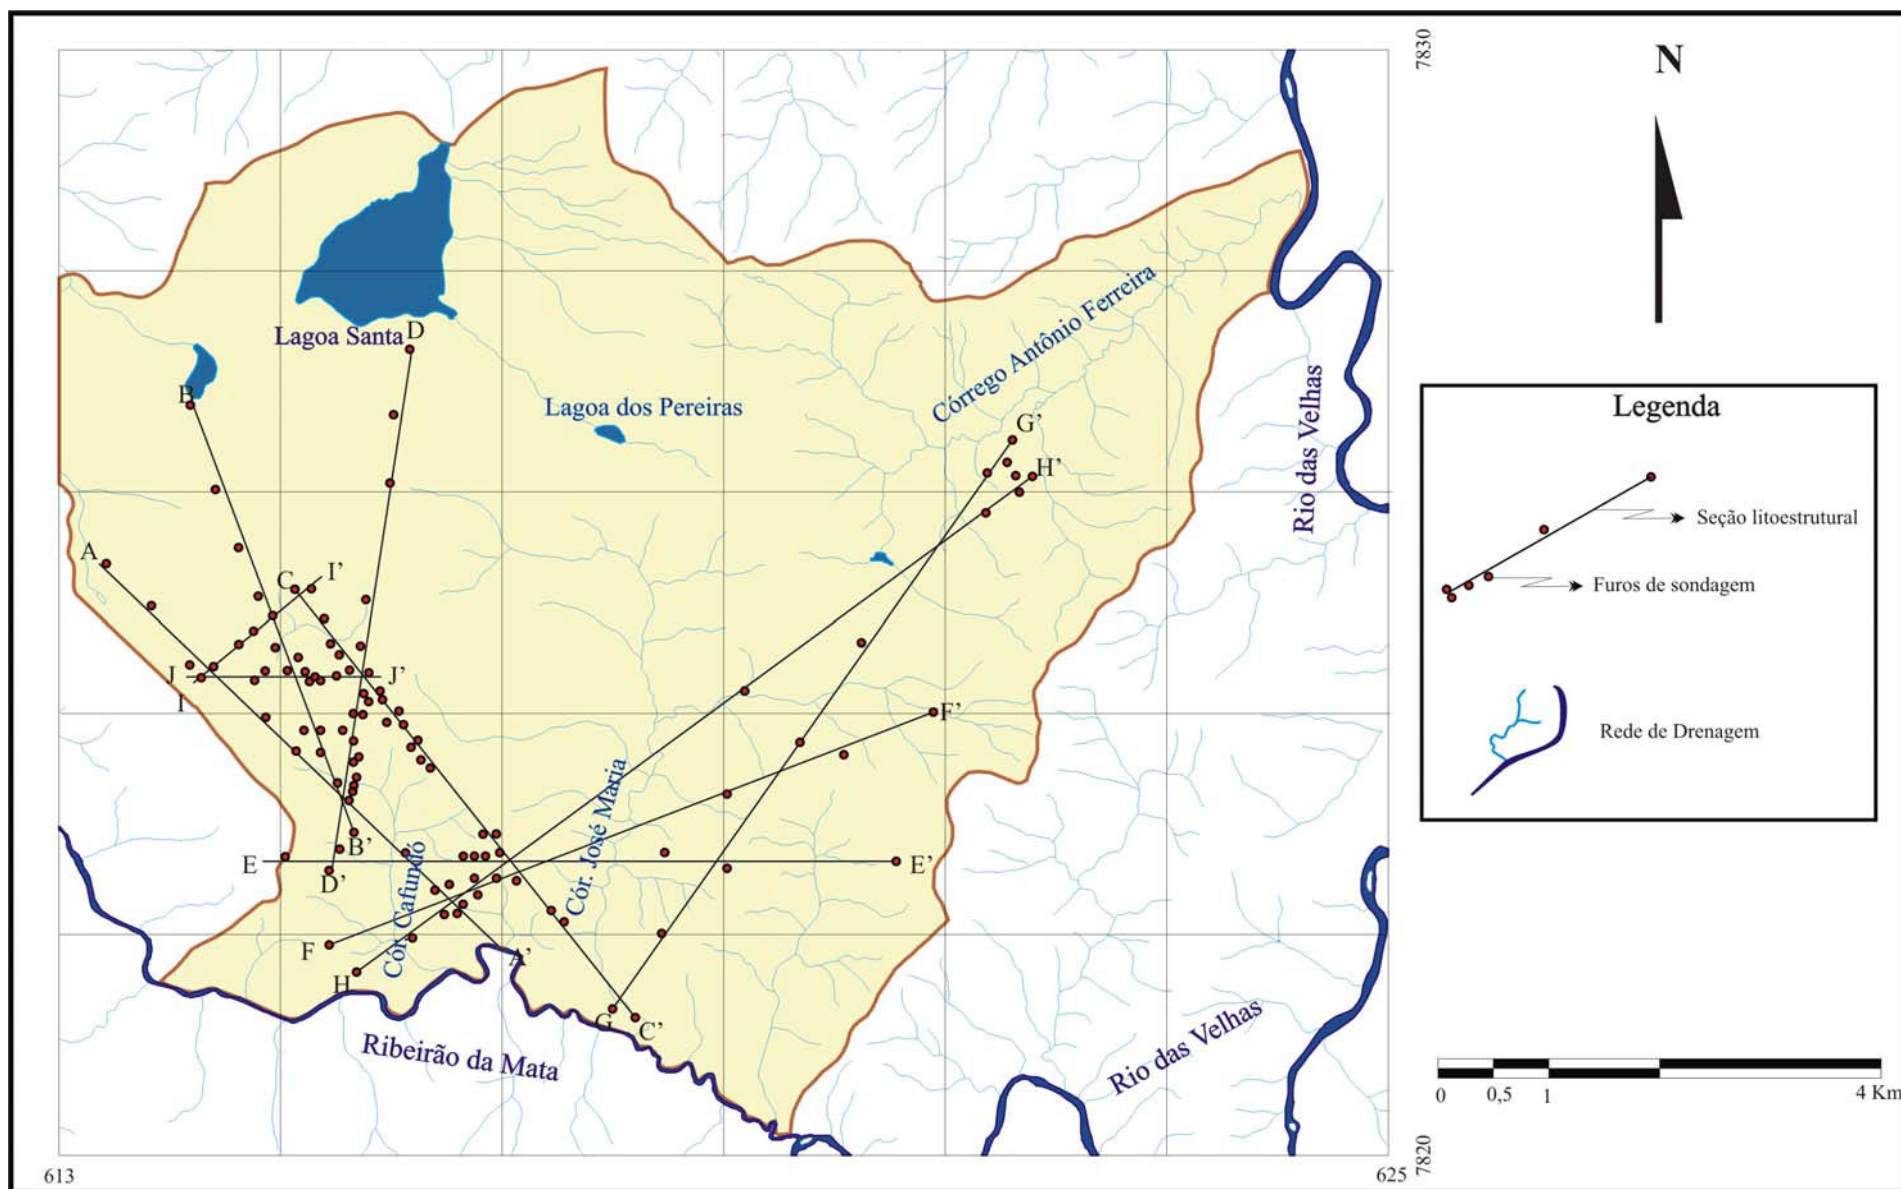 7830
N
Lagoa Santa
D
B
Lagoa dos Pereiras
Córrego Antônio Ferreira
Rio das Velhas
G'
H'
A
C
I'
J
J'
I
F'
B'
E
E'
D'
Cór. Cafundó
Cór. José Maria
F
H
A'
G
C'
Ribeirão da Mata
Rio das Velhas
613
625
7820
Legenda
Seção litoestrutural
Furos de sondagem
Rede de Drenagem
0
0,5
1
4 Km